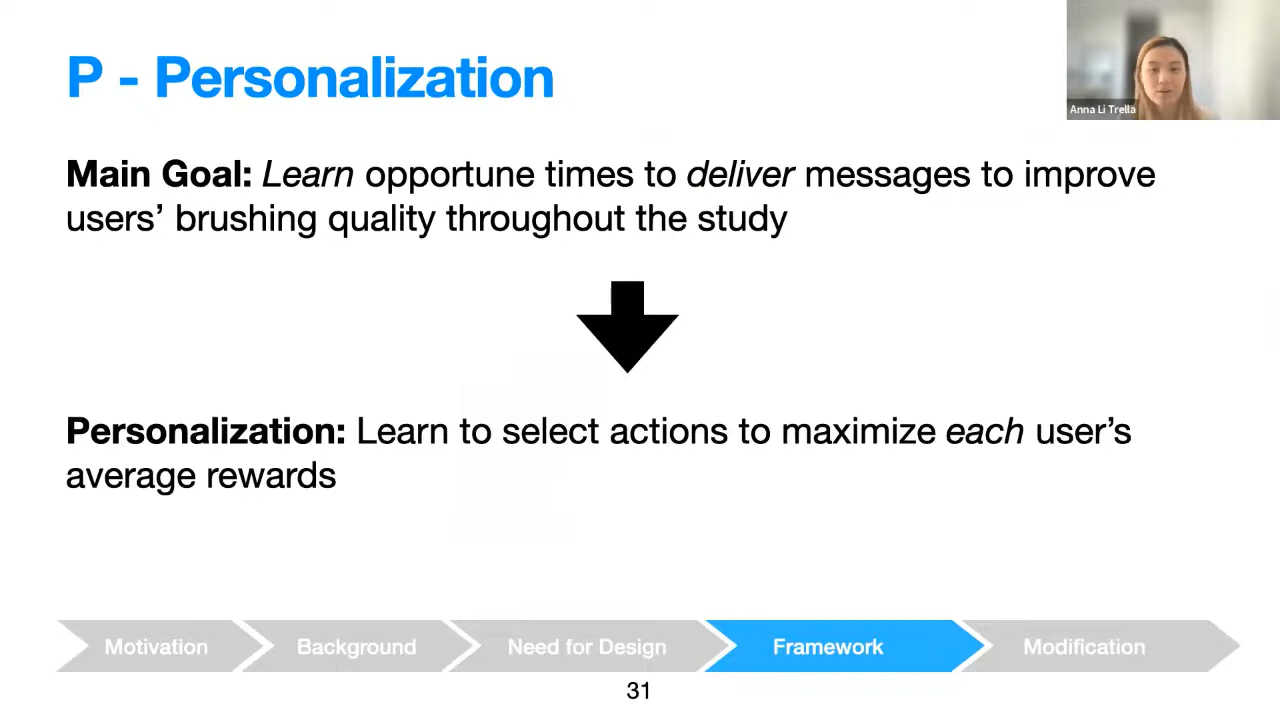 P - Personalization
Anna Li Trella
Main Goal: Learn opportune times to deliver messages to improve
users’ brushing quality throughout the study
Personalization: Learn to select actions to maximize each user’s
average rewards
Motivation
Background
Need for Design
Framework
Modification
31